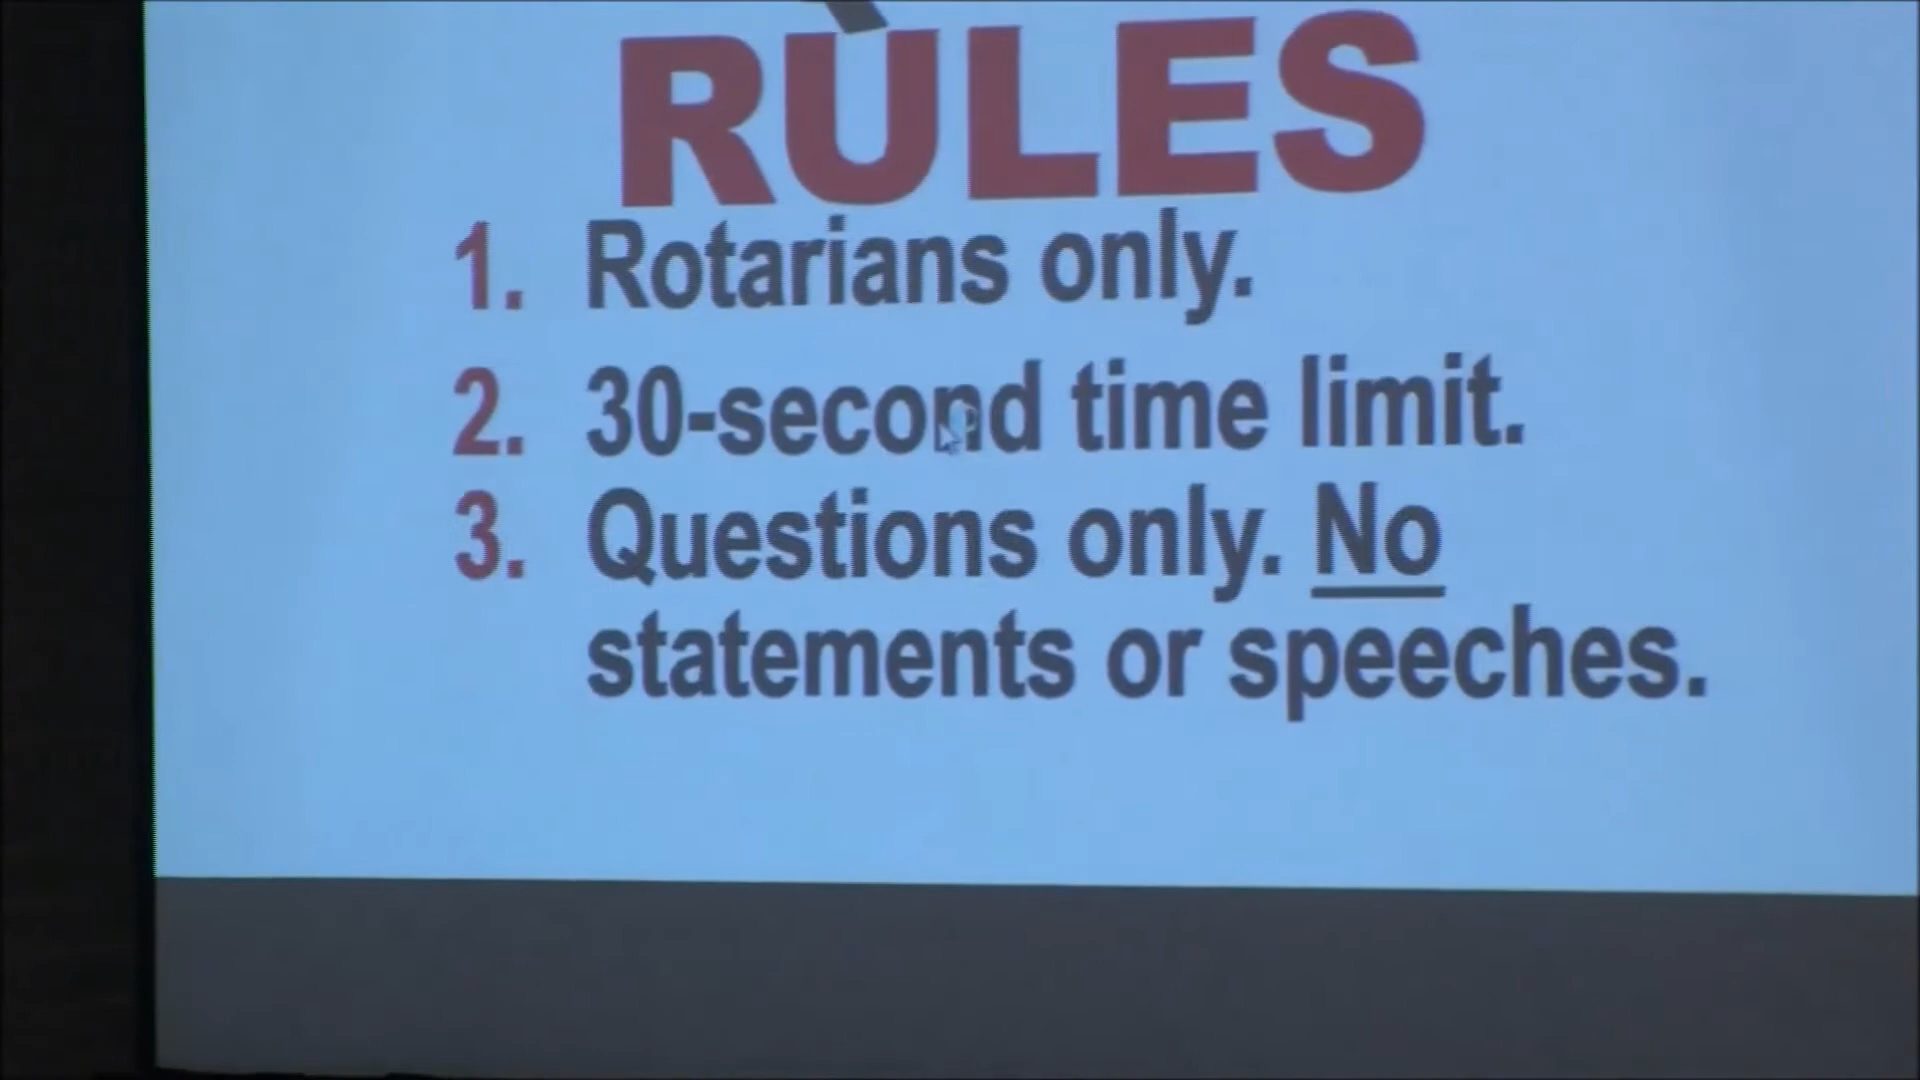 RULES
1. Rotarians only.
2. 30-second time limit.
3. Questions only. No
statements or speeches.